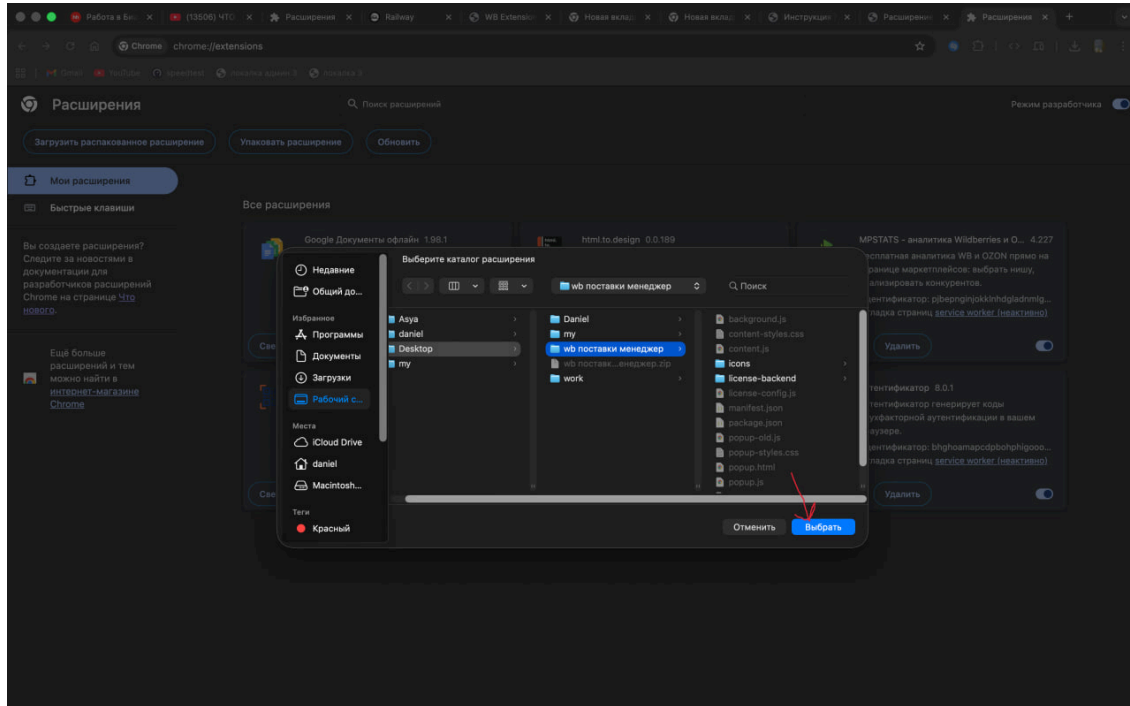 Работа в Би
(13506) ЧТО
Расширения
Railway
WB Extension
Новая вклад
Новая вклад
Инструкция
Расширение
Расширения
Chrome chrome://extensions
Gmail YouTube speedtest
Расширения
Поиск расширений
Режим разработчика
Загрузить распакованное расширение
Упаковать расширение
Обновить
Мои расширения
Быстрые клавиши
Вы создаете расширения?
Следите за новостями в
документации для
разработчиков расширений
Chrome на странице Что
нового.
Ещё больше
расширений и тем
можно найти в
интернет-магазине
Chrome
Все расширения
Google Документы офлайн 1.98.1
html.to.design 0.0.189
MPSTATS - аналитика Wildberries и O... 4.227
есплатная аналитика WB и OZON прямо на
ранице маркетплейсов: выбрать нишу,
ализировать конкурентов.
ентификатор: pjbepnginjokklnhdgladnmlg...
ладка страниц service worker (неактивно)
Све
Удалить
тентификатор 8.0.1
тентификатор генерирует коды
ухфакторной аутентификации в вашем
аузере.
ентификатор: bhghoamapcdpbohphigooo...
ладка страниц service worker (неактивно)
Све
Удалить
Выберите каталог расширения
wb поставки менеджер
Поиск
Недавние
Общий до...
Избранное
Программы
Документы
Загрузки
Рабочий с...
Места
iCloud Drive
daniel
Macintosh...
Теги
Красный
Asya
daniel
Desktop
my
Daniel
my
wb поставки менеджер
wb поставк...енеджер.zip
work
background.js
content-styles.css
content.js
icons
license-backend
license-config.js
manifest.json
package.json
popup-old.js
popup-styles.css
popup.html
popup.js
Отменить
Выбрать